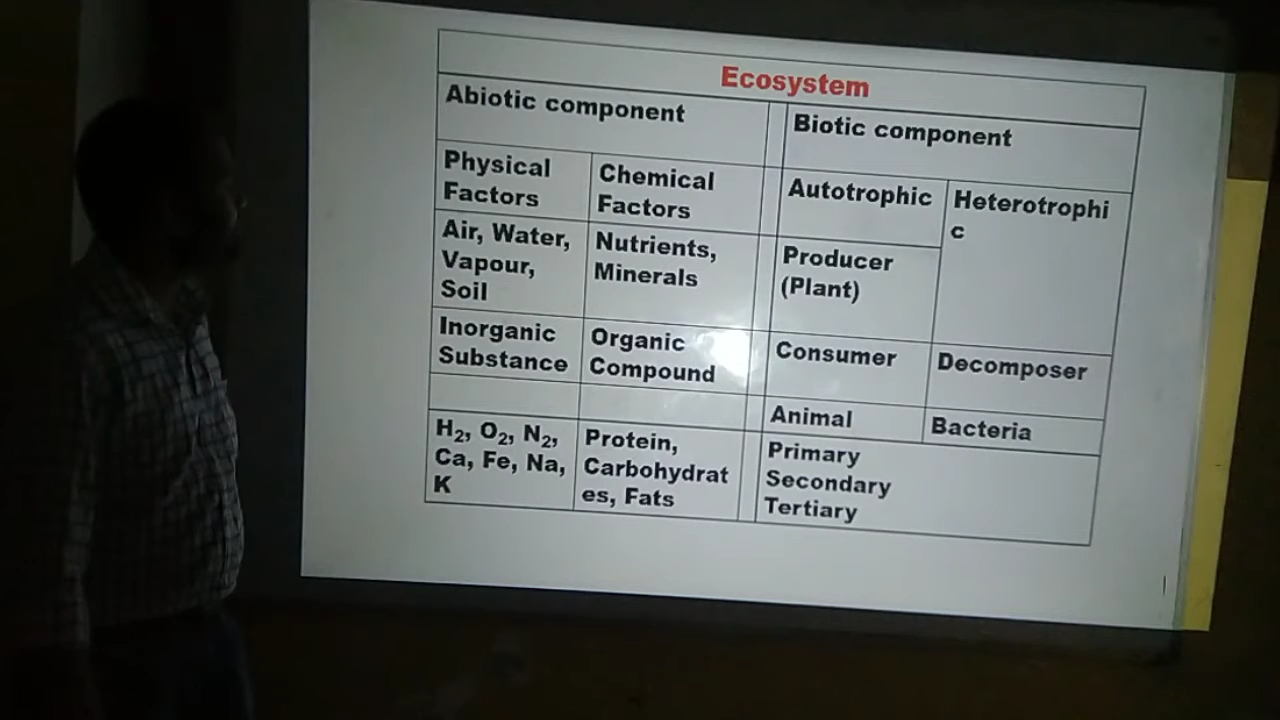 Ecosystem
Abiotic component
Biotic component
Physical
Factors
Chemical
Factors
Autotrophic
Heterotrophi
c
Air, Water,
Vapour,
Soil
Nutrients,
Minerals
Producer
(Plant)
Inorganic
Substance
Organic
Compound
Consumer
Decomposer
Animal
Bacteria
H₂, O₂, N₂,
Ca, Fe, Na,
K
Protein,
Carbohydrat
es, Fats
Primary
Secondary
Tertiary